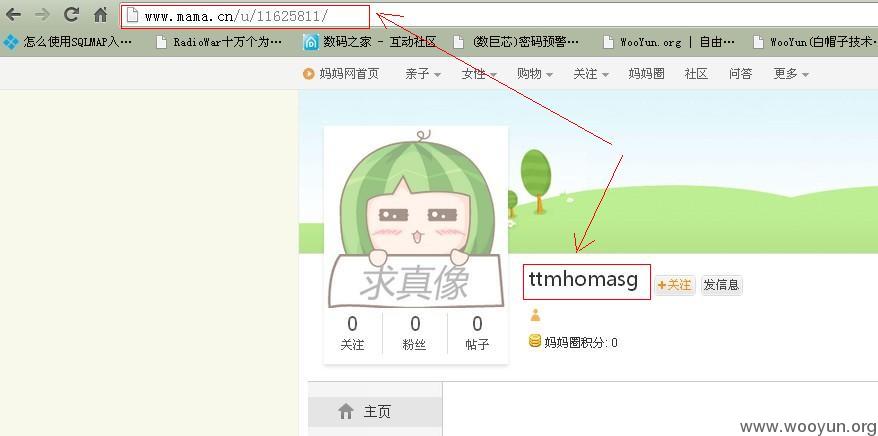 www.mama.cn/u/11625811/
怎么使用SQLMAP入… RadioWar十万个为… 数码之家 - 互动社区 (数巨芯)密码预警… WooYun.org | 自由… WooYun(白帽子技术·
妈妈网首页 亲子 女性 购物 关注 妈妈圈 社区 问答 更多
求真像
ttmhomasg +关注 发信息
0 0 0
关注 粉丝 帖子
妈妈圈积分: 0
主页
www.wooyun.org